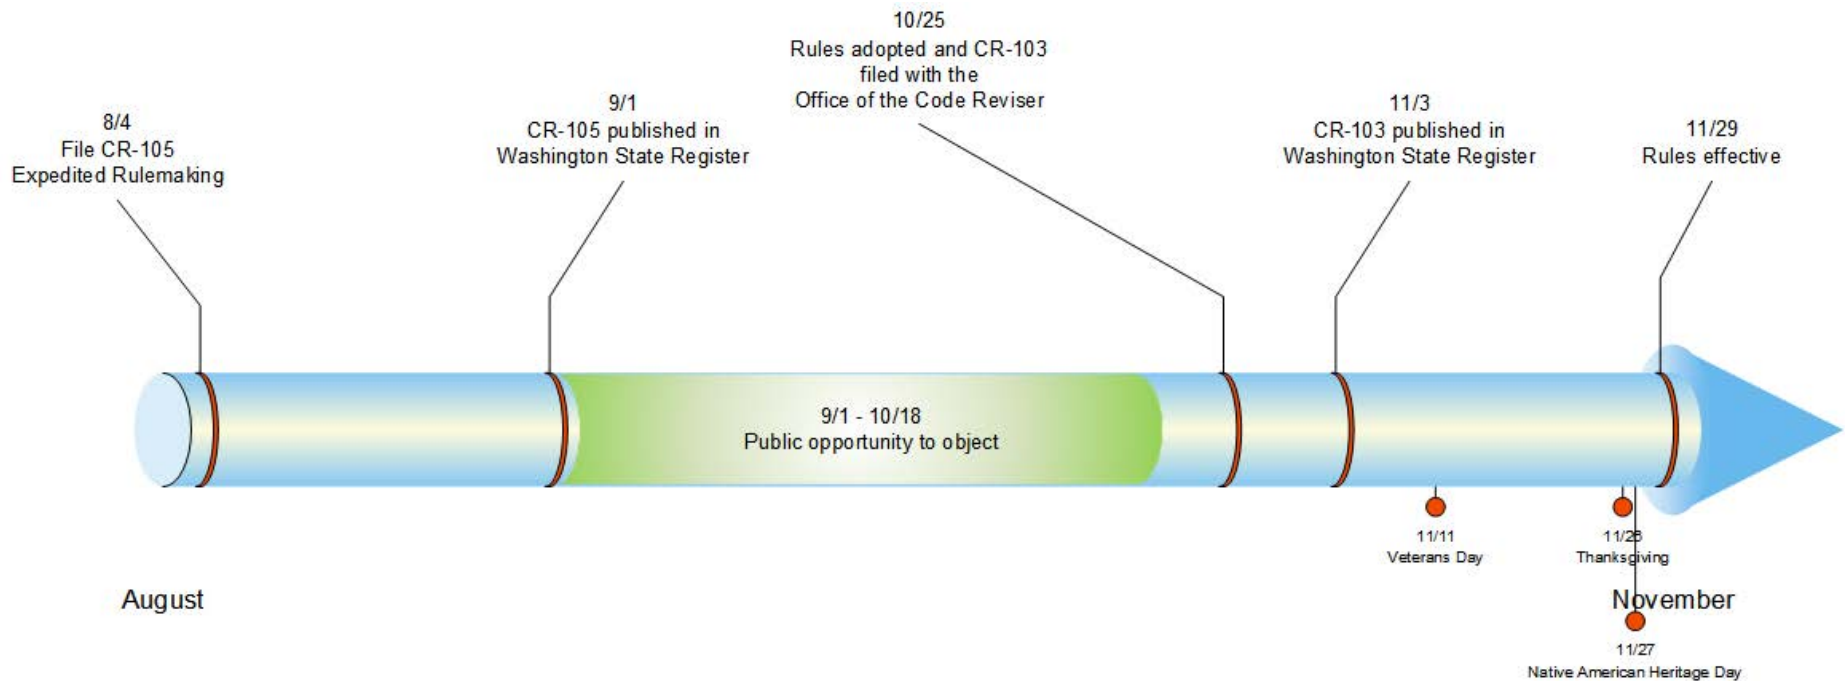 10/25
Rules adopted and CR-103
filed with the
Office of the Code Reviser
8/4
File CR-105
Expedited Rulemaking
9/1
CR-105 published in
Washington State Register
11/3
CR-103 published in
Washington State Register
11/29
Rules effective
9/1 - 10/18
Public opportunity to object
11/11
Veterans Day
Thanksgiving
August
November
11/27
Native American Heritage Day